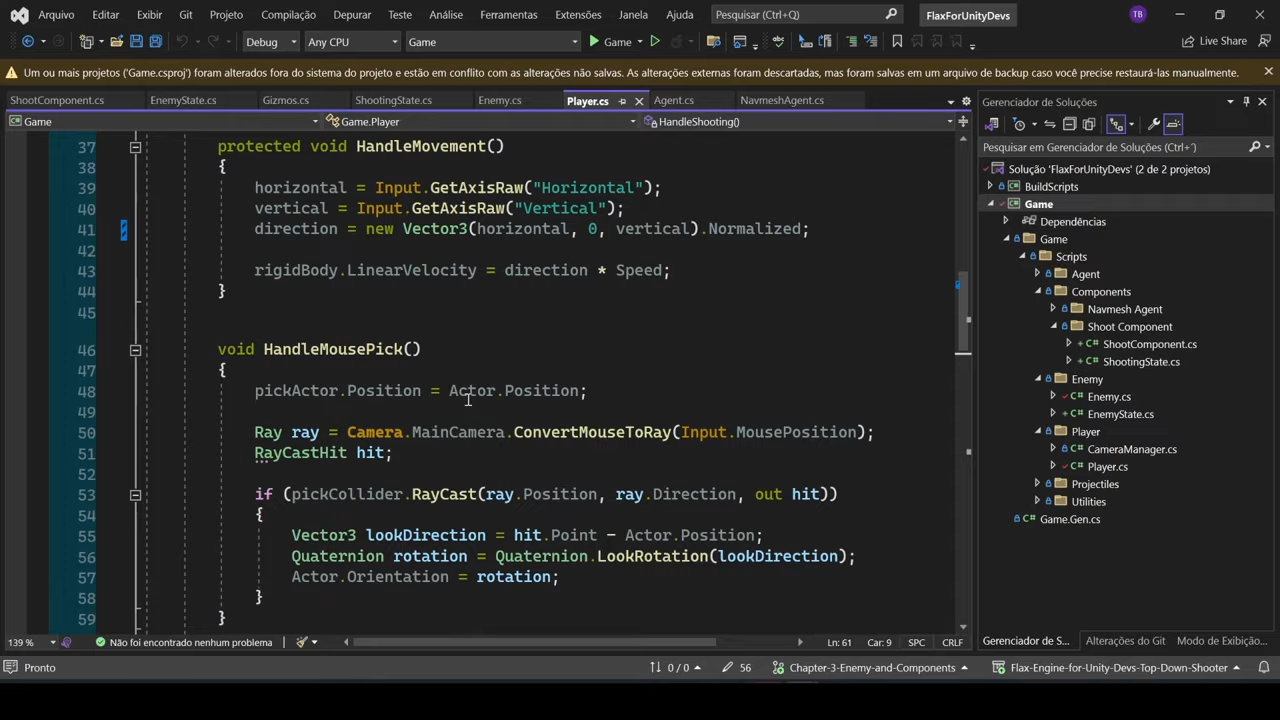 Arquivo Editar Exibir Git Projeto Compilação Depurar Teste Análise Ferramentas Extensões Janela Ajuda Pesquisar (Ctrl+Q) FlaxForUnityDevs TB
Debug Any CPU Game Game Live Share
Um ou mais projetos ('Game.csproj') foram alterados fora do sistema do projeto e estão em conflito com as alterações não salvas. As alterações externas foram descartadas, mas foram salvas em um arquivo de backup caso você precise restaurá-las manualmente.
ShootComponent.cs EnemyState.cs Gizmos.cs ShootingState.cs Enemy.cs Player.cs Agent.cs NavmeshAgent.cs
Game Game.Player HandleShooting()
37 protected void HandleMovement()
38 {
39 horizontal = Input.GetAxisRaw("Horizontal");
40 vertical = Input.GetAxisRaw("Vertical");
41 direction = new Vector3(horizontal, 0, vertical).Normalized;
42
43 rigidBody.LinearVelocity = direction * Speed;
44 }
45
46 void HandleMousePick()
47 {
48 pickActor.Position = Actor.Position;
49
50 Ray ray = Camera.MainCamera.ConvertMouseToRay(Input.MousePosition);
51 RayCastHit hit;
52
53 if (pickCollider.RayCast(ray.Position, ray.Direction, out hit))
54 {
55 Vector3 lookDirection = hit.Point - Actor.Position;
56 Quaternion rotation = Quaternion.LookRotation(lookDirection);
57 Actor.Orientation = rotation;
58 }
59 }
139 % Não foi encontrado nenhum problema Ln: 61 Car: 9 SPC CRLF
Gerenciador de Soluções
Pesquisar em Gerenciador de Soluções (Ctrl+´)
Solução 'FlaxForUnityDevs' (2 de 2 projetos)
BuildScripts
Game
Dependências
Game
Scripts
Agent
Components
Navmesh Agent
Shoot Component
ShootComponent.cs
ShootingState.cs
Enemy
Enemy.cs
EnemyState.cs
Player
CameraManager.cs
Player.cs
Projectiles
Utilities
Game.Gen.cs
Gerenciador de S... Alterações do Git Modo de Exibição...
Pronto 0 / 0 56 Chapter-3-Enemy-and-Components Flax-Engine-for-Unity-Devs-Top-Down-Shooter